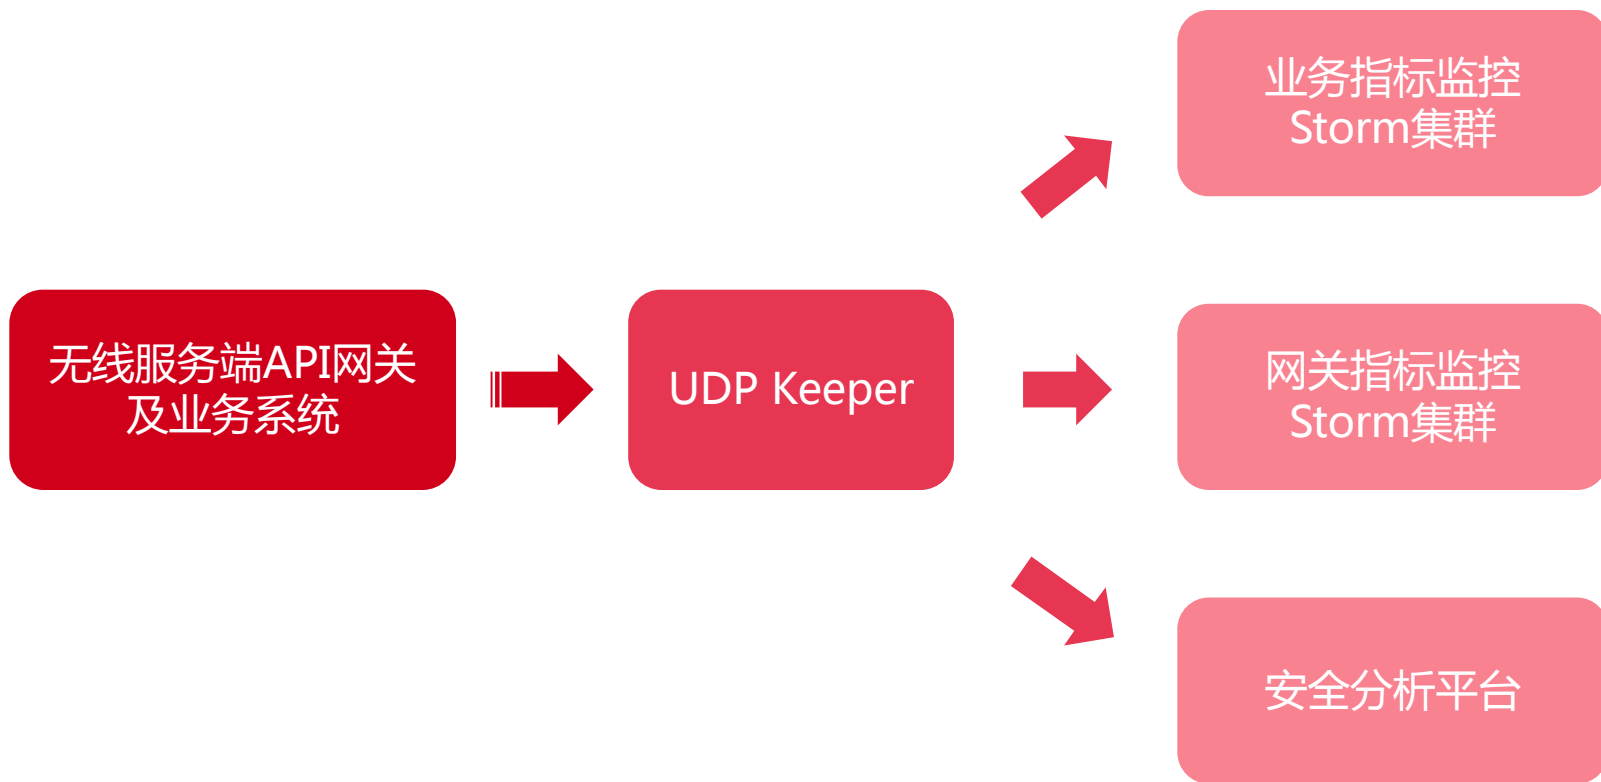 无线服务端API网关
及业务系统
UDP Keeper
业务指标监控
Storm集群
网关指标监控
Storm集群
安全分析平台